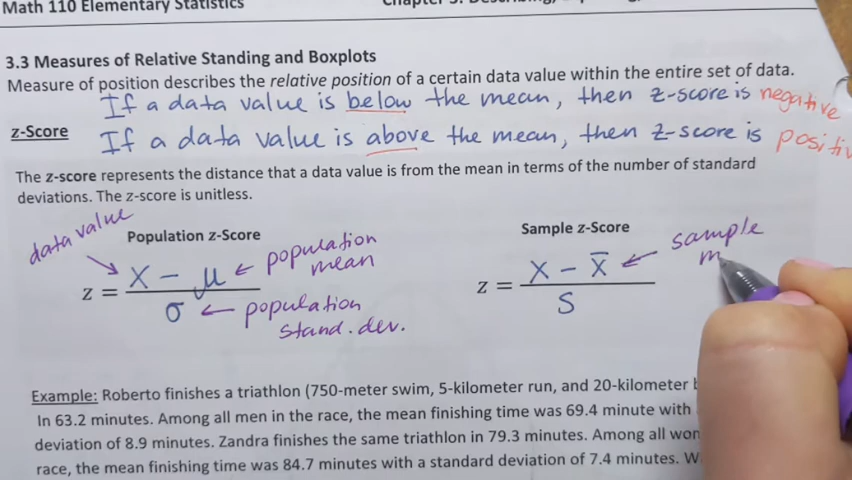 Math 110 Elementary Statistics
3.3 Measures of Relative Standing and Boxplots
Measure of position describes the relative position of a certain data value within the entire set of data.
If a data value is below the mean, then z-score is negative
z-Score
If a data value is above the mean, then z-score is positiv
The z-score represents the distance that a data value is from the mean in terms of the number of standard
deviations. The z-score is unitless.
data value
Population z-Score
Sample z-Score
population
mean
sample
m
z = x - μ / σ
z = x - x̄ / s
population
stand. dev.
Example: Roberto finishes a triathlon (750-meter swim, 5-kilometer run, and 20-kilometer
In 63.2 minutes. Among all men in the race, the mean finishing time was 69.4 minute with
deviation of 8.9 minutes. Zandra finishes the same triathlon in 79.3 minutes. Among all
race, the mean finishing time was 84.7 minutes with a standard deviation of 7.4 minutes.